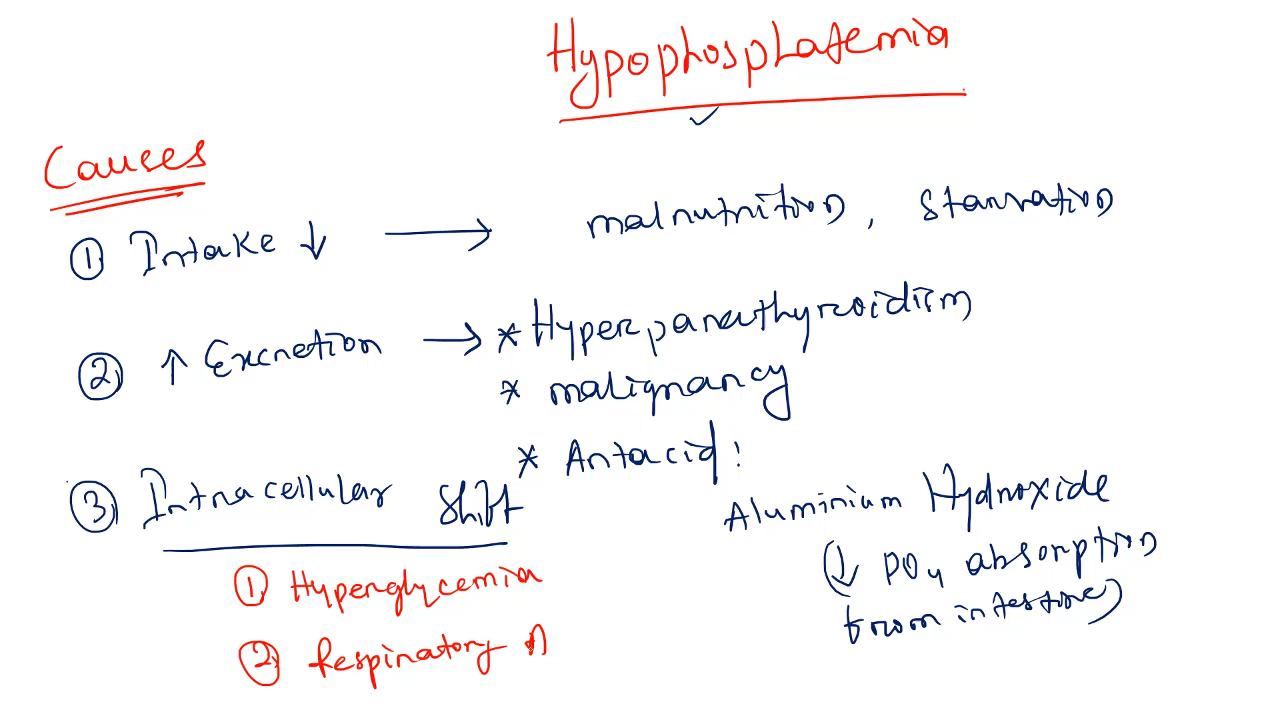 Hypophosphatemia
Causes
① Intake ↓ → malnutrition, starvation
② ↑ Excretion → * Hyperparathyroidism
* malignancy
* Antacid:
③ Intracellular shift
Aluminium Hydroxide
(↓ PO4 absorption
from intestine)
① Hyperglycemia
② Respiratory A